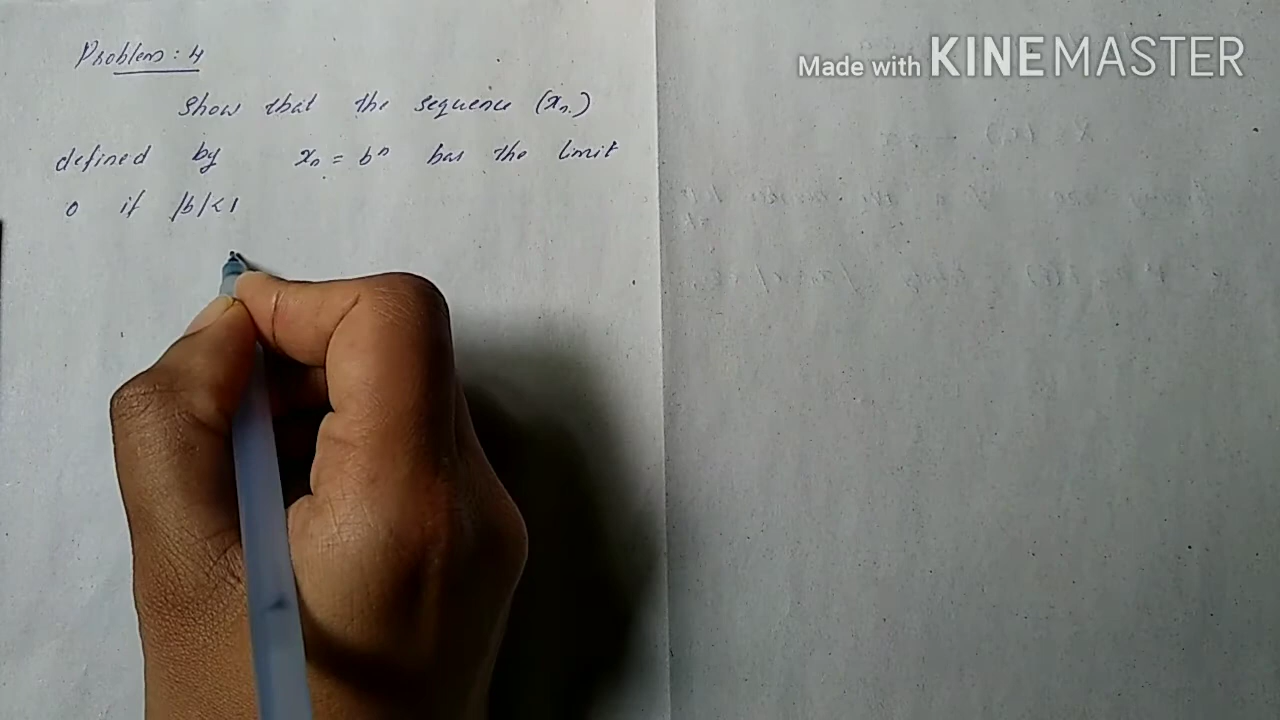 Problem : 4
Show that the sequence (xₙ)
defined by xₙ = bⁿ has the limit
0 if |b|<1
Made with KINEMASTER